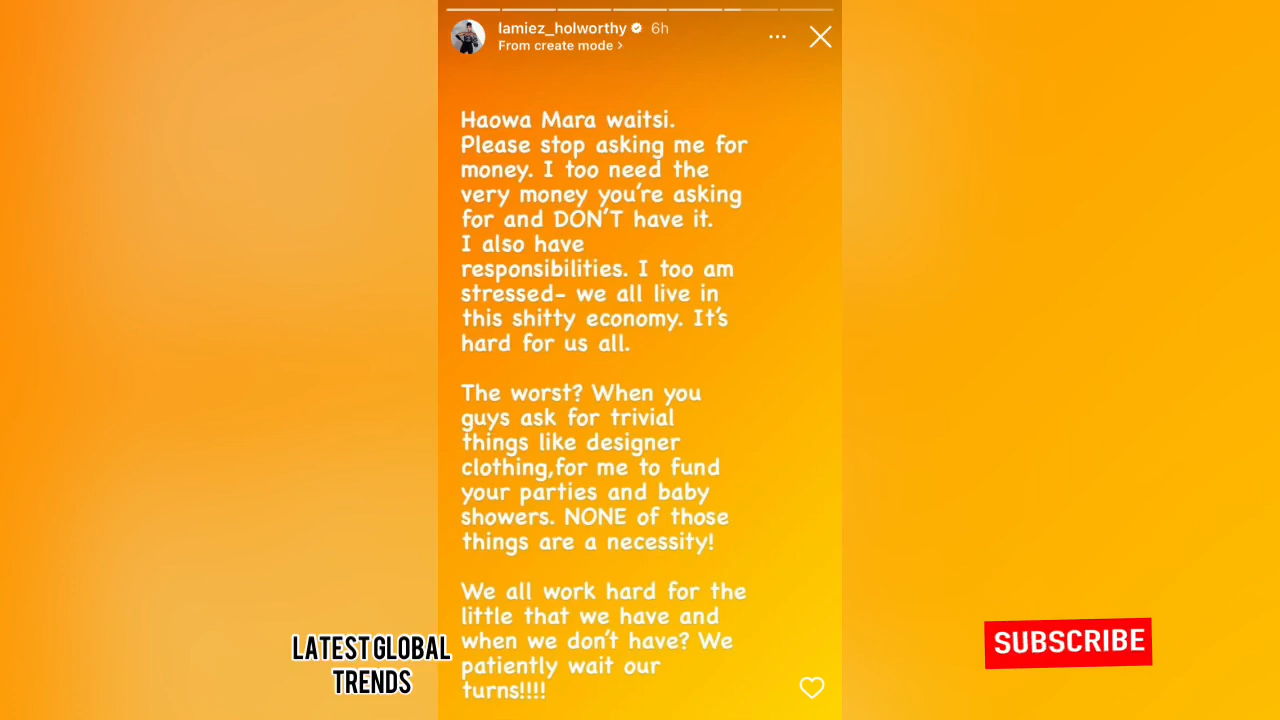 lamiez_holworthy 6h
From create mode >
Haowa Mara waitsi.
Please stop asking me for
money. I too need the
very money you're asking
for and DON'T have it.
I also have
responsibilities. I too am
stressed- we all live in
this shitty economy. It's
hard for us all.
The worst? When you
guys ask for trivial
things like designer
clothing,for me to fund
your parties and baby
showers. NONE of those
things are a necessity!
We all work hard for the
little that we have and
when we don't have? We
patiently wait our
turns!!!!
LATEST GLOBAL
TRENDS
SUBSCRIBE